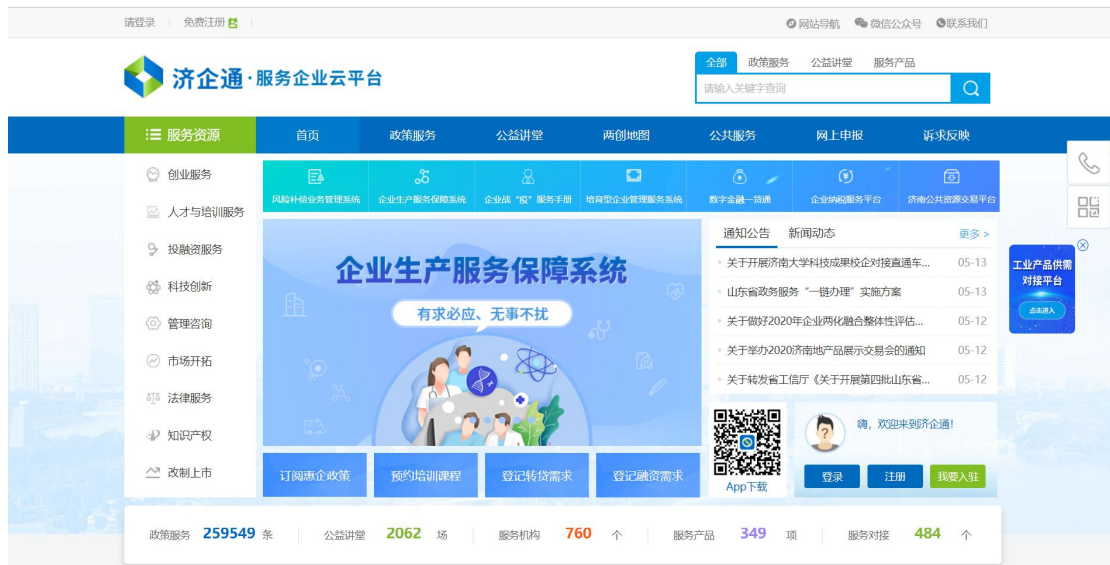 请登录 免费注册 网站导航 微信公众号 联系我们
济企通·服务企业云平台
全部 政策服务 公益讲堂 服务产品
请输入关键字查询
服务资源 首页 政策服务 公益讲堂 两创地图 公共服务 网上申报 诉求反映
创业服务
人才与培训服务
投融资服务
科技创新
管理咨询
市场开拓
法律服务
知识产权
改制上市
风险补偿业务管理系统 企业生产服务保障系统 企业战“疫”服务手册 培育型企业管理服务系统 数字金融一贷通 企业纳税服务平台 济南公共资源交易平台
企业生产服务保障系统
有求必应、无事不扰
通知公告 新闻动态 更多 >
关于开展济南大学科技成果校企对接直通车... 05-13
山东省政务服务“一链办理”实施方案 05-13
关于做好2020年企业两化融合整体性评估... 05-12
关于举办2020济南地产品展示交易会的通知 05-12
关于转发省工信厅《关于开展第四批山东省... 05-12
工业产品供需
对接平台
点击进入
订阅惠企政策 预约培训课程 登记转贷需求 登记融资需求
App下载
嗨，欢迎来到济企通！
登录 注册 我要入驻
政策服务 259549 条 公益讲堂 2062 场 服务机构 760 个 服务产品 349 项 服务对接 484 个